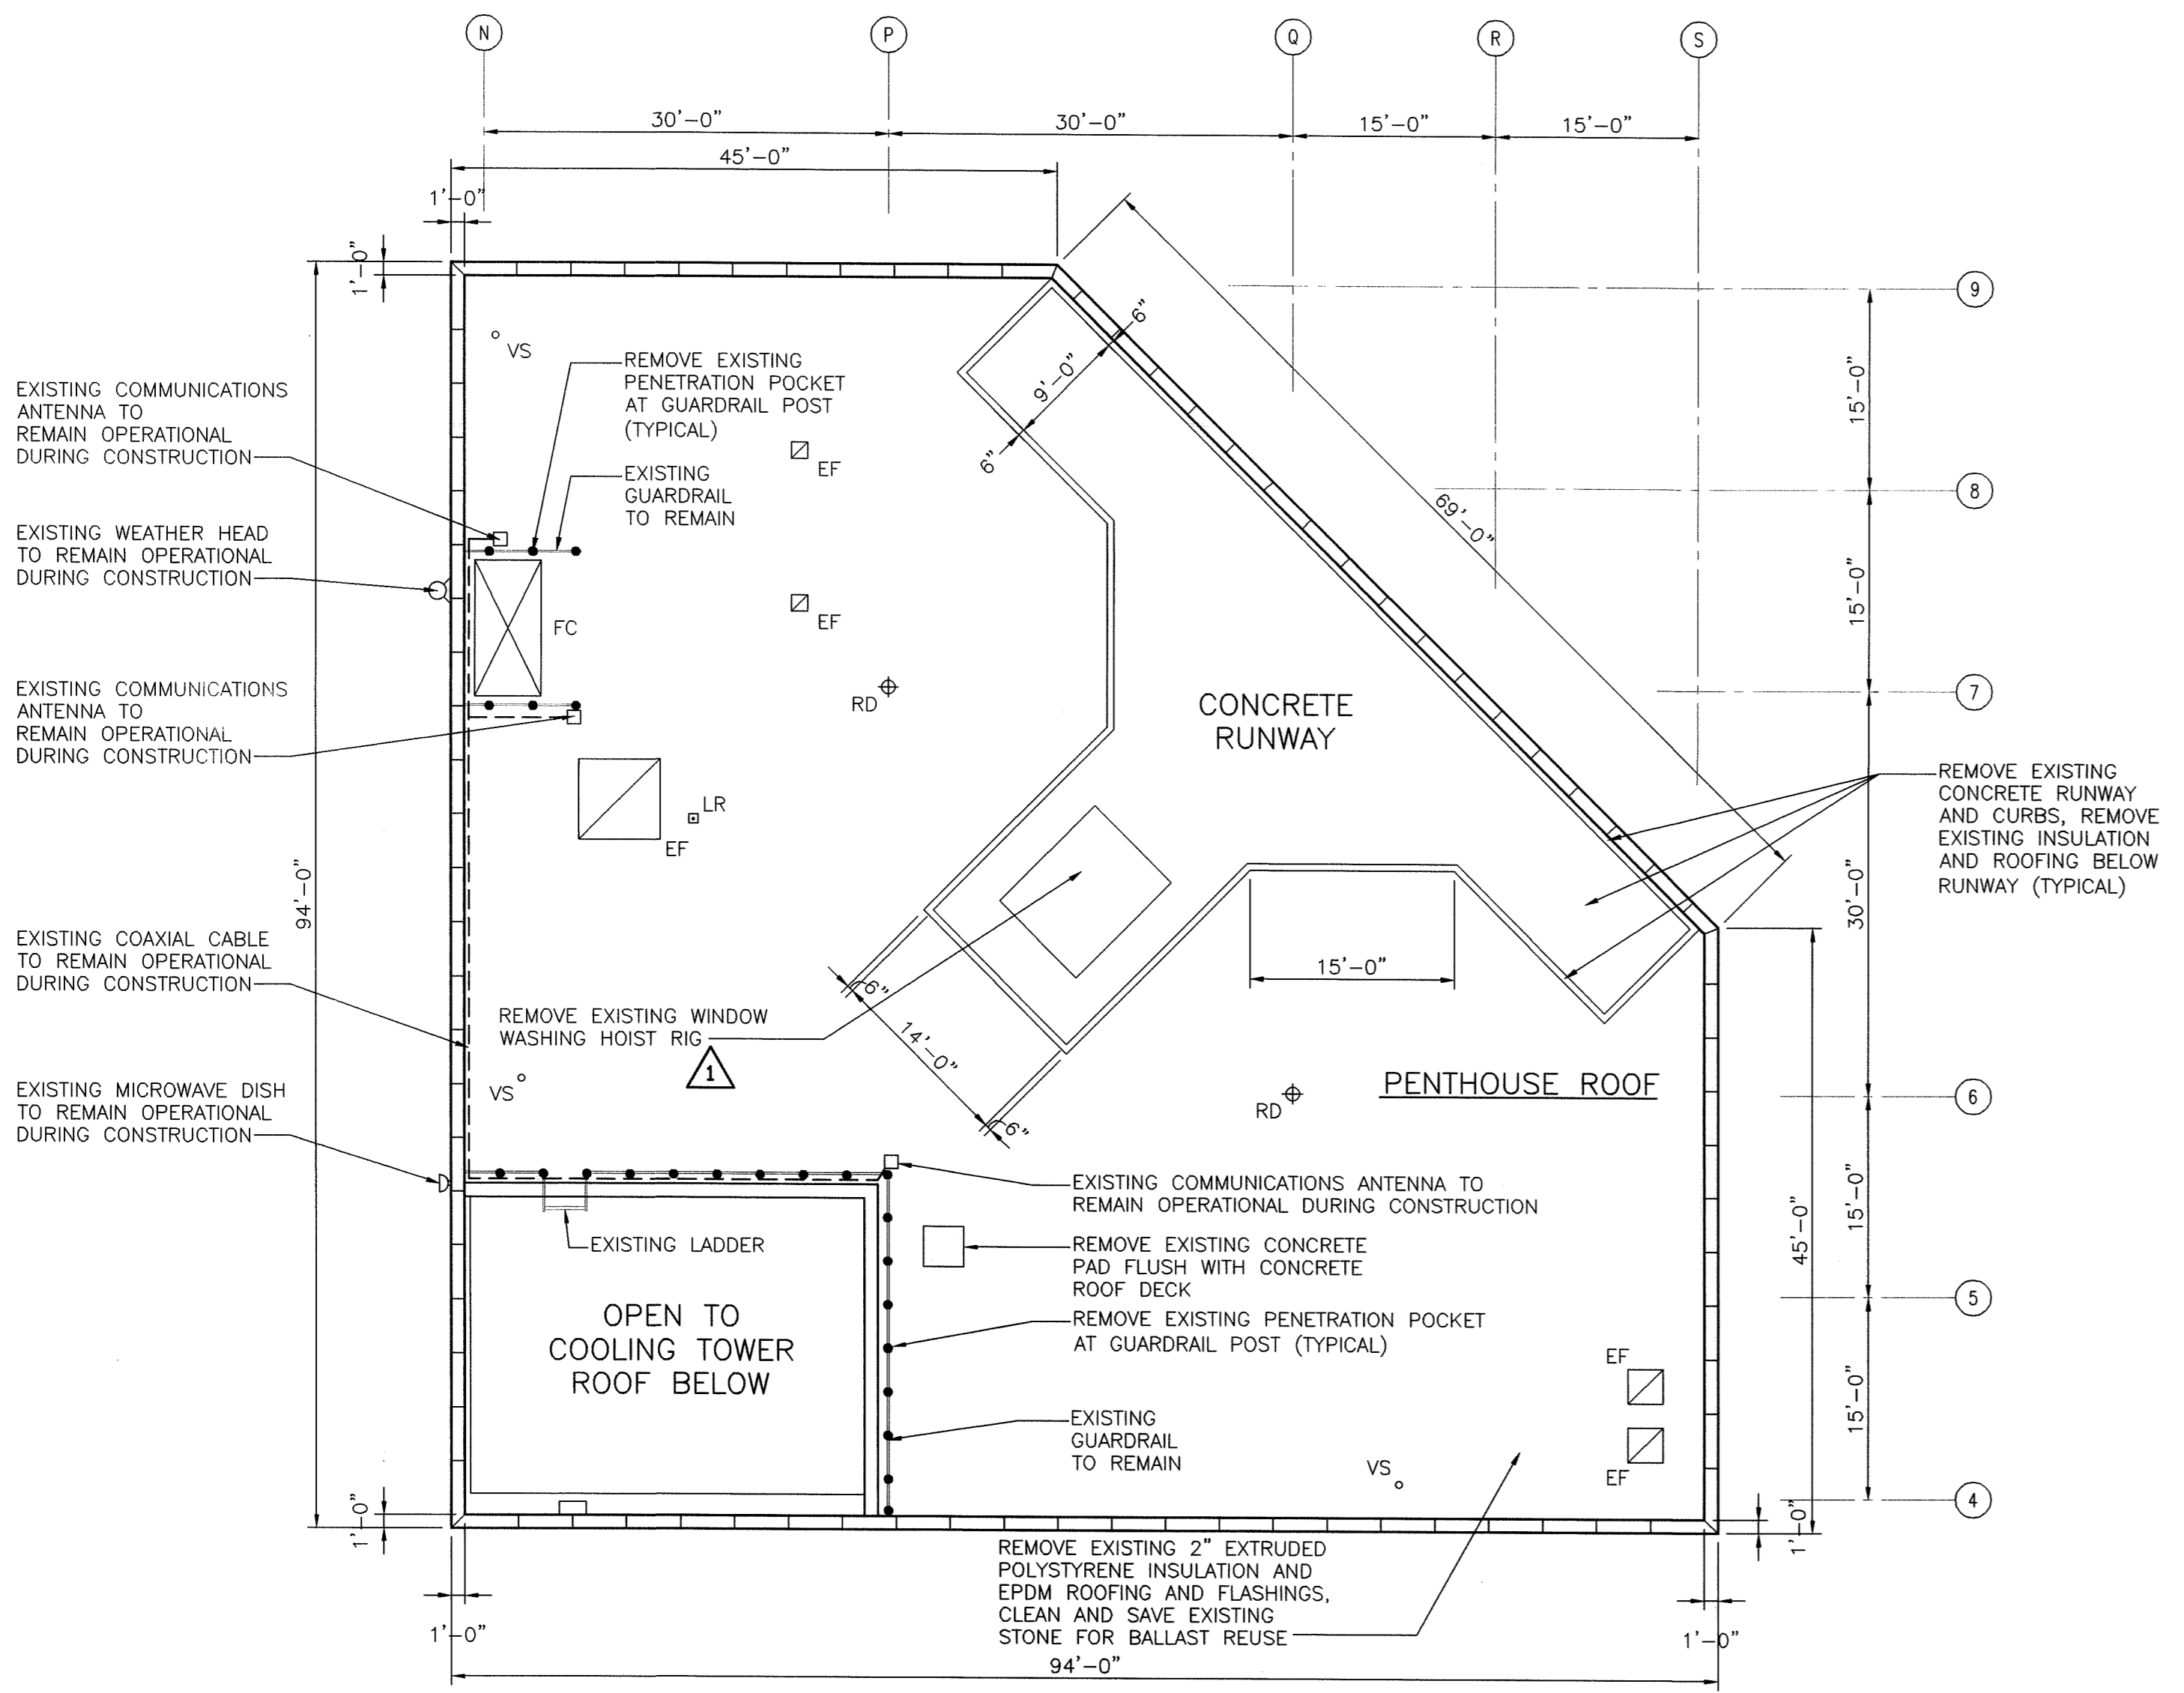 N
P
Q
R
S
30'-0"
30'-0"
15'-0"
15'-0"
45'-0"
1'-0"
1'-0"
9
VS
6"
REMOVE EXISTING
PENETRATION POCKET
AT GUARDRAIL POST
(TYPICAL)
9'-0"
15'-0"
EXISTING COMMUNICATIONS
ANTENNA TO
REMAIN OPERATIONAL
DURING CONSTRUCTION
EF
6"
EXISTING
GUARDRAIL
TO REMAIN
8
69'-0"
EXISTING WEATHER HEAD
TO REMAIN OPERATIONAL
DURING CONSTRUCTION
15'-0"
FC
EF
EXISTING COMMUNICATIONS
ANTENNA TO
REMAIN OPERATIONAL
DURING CONSTRUCTION
RD
CONCRETE
RUNWAY
7
LR
EF
REMOVE EXISTING
CONCRETE RUNWAY
AND CURBS, REMOVE
EXISTING INSULATION
AND ROOFING BELOW
RUNWAY (TYPICAL)
94'-0"
30'-0"
EXISTING COAXIAL CABLE
TO REMAIN OPERATIONAL
DURING CONSTRUCTION
15'-0"
6"
REMOVE EXISTING WINDOW
WASHING HOIST RIG
1
14'-0"
6"
VS
EXISTING MICROWAVE DISH
TO REMAIN OPERATIONAL
DURING CONSTRUCTION
RD
PENTHOUSE ROOF
6
EXISTING COMMUNICATIONS ANTENNA TO
REMAIN OPERATIONAL DURING CONSTRUCTION
15'-0"
45'-0"
EXISTING LADDER
REMOVE EXISTING CONCRETE
PAD FLUSH WITH CONCRETE
ROOF DECK
5
OPEN TO
COOLING TOWER
ROOF BELOW
REMOVE EXISTING PENETRATION POCKET
AT GUARDRAIL POST (TYPICAL)
EF
15'-0"
EXISTING
GUARDRAIL
TO REMAIN
VS
EF
4
1'-0"
1'-0"
REMOVE EXISTING 2" EXTRUDED
POLYSTYRENE INSULATION AND
EPDM ROOFING AND FLASHINGS,
CLEAN AND SAVE EXISTING
STONE FOR BALLAST REUSE
1'-0"
1'-0"
94'-0"